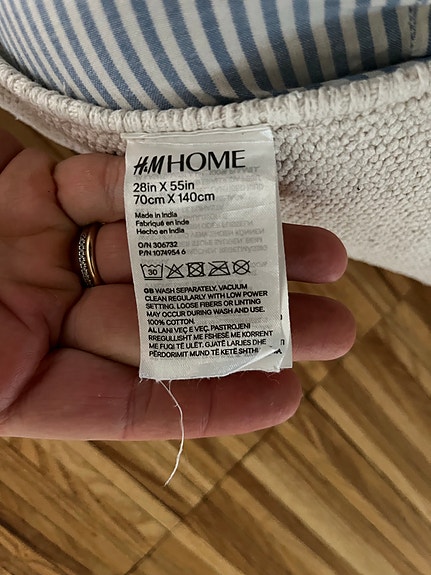 H&M HOME
28in X 55in
70cm X 140cm
Made in India
Fabriqué en Inde
Hecho en India
O/N 306732
P/N 1074954 6
30
GB WASH SEPARATELY. VACUUM
CLEAN REGULARLY WITH LOW POWER
SETTING. LOOSE FIBERS OR LINTING
MAY OCCUR DURING WASH AND USE.
100% COTTON.
AL LANI VEÇ E VEÇ. PASTROJENI
RREGULLISHT ME FSHESË ME KORRENT
ME FUQI TË ULËT. GJATË LARJES DHE
PËRDORIMIT MUND TË KETË SHTHI